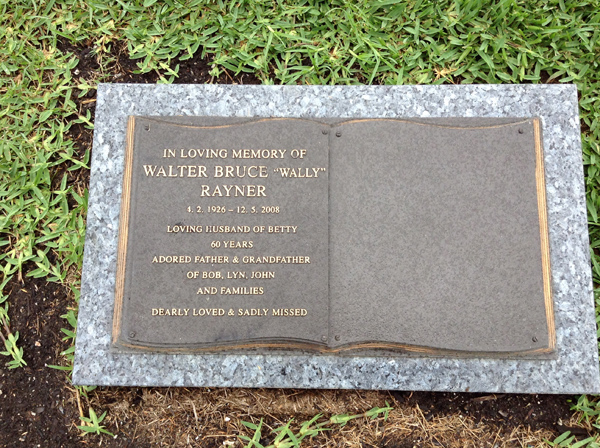 IN LOVING MEMORY OF
WALTER BRUCE "WALLY"
RAYNER
4. 2. 1926 – 12. 5. 2008
LOVING HUSBAND OF BETTY
60 YEARS
ADORED FATHER & GRANDFATHER
OF BOB, LYN, JOHN
AND FAMILIES
DEARLY LOVED & SADLY MISSED